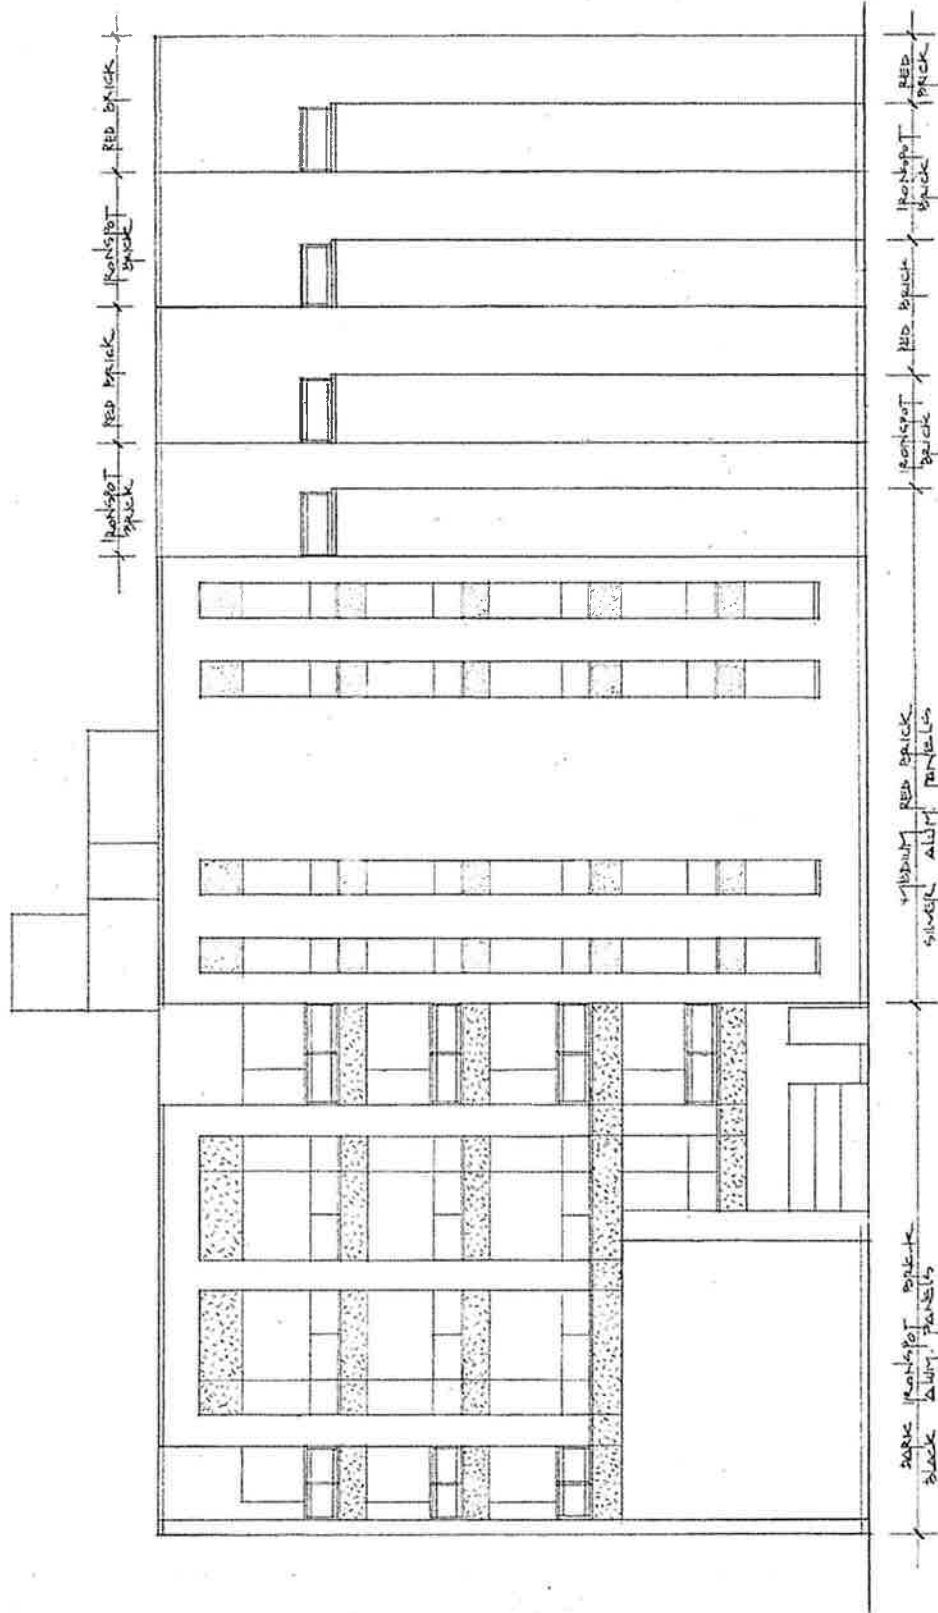 IRONSPOT
BRICK
RED BRICK
IRONSPOT
BRICK
RED BRICK
DARK IRONSPOT BRICK
BLACK ALUM. PANELS
MEDIUM RED BRICK
SILVER ALUM. PANELS
IRONSPOT
BRICK
RED BRICK
IRONSPOT
BRICK
RED
BRICK